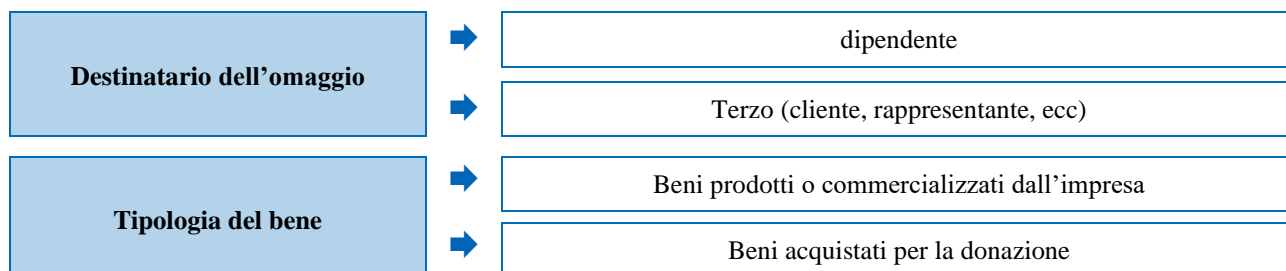 Destinatario dell’omaggio
dipendente
Terzo (cliente, rappresentante, ecc)
Tipologia del bene
Beni prodotti o commercializzati dall’impresa
Beni acquistati per la donazione